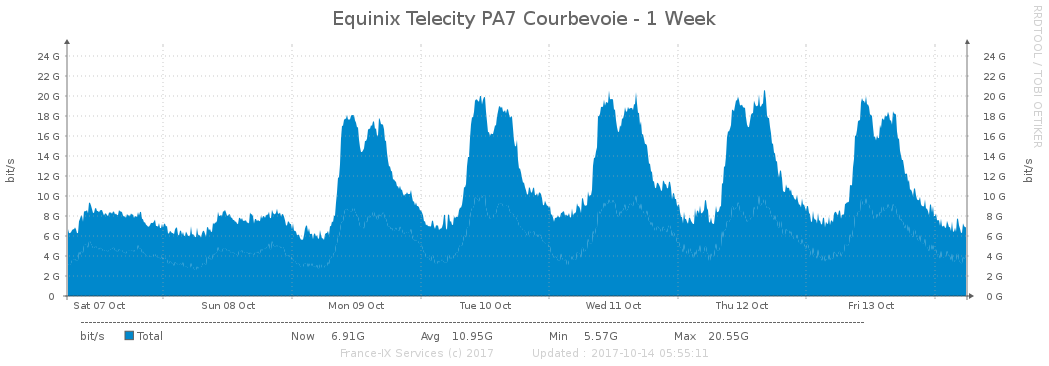 Equinix Telecity PA7 Courbevoie - 1 Week
RRDTOOL / TOBI OETIKER
bit/s
24 G 24 G
22 G 22 G
20 G 20 G
18 G 18 G
16 G 16 G
14 G 14 G
12 G 12 G
10 G 10 G
8 G 8 G
6 G 6 G
4 G 4 G
2 G 2 G
0 0 G
bit/s
Sat 07 Oct Sun 08 Oct Mon 09 Oct Tue 10 Oct Wed 11 Oct Thu 12 Oct Fri 13 Oct
bit/s Total Now 6.91G Avg 10.95G Min 5.57G Max 20.55G
France-IX Services (c) 2017 Updated : 2017-10-14 05:55:11